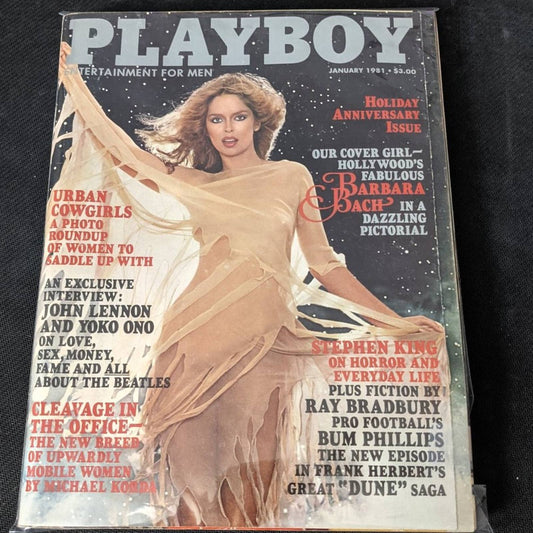 PLAYBOY
ENTERTAINMENT FOR MEN
JANUARY 1981 • $3.00
HOLIDAY
ANNIVERSARY
ISSUE
OUR COVER GIRL—
HOLLYWOOD'S
FABULOUS
BARBARA
BACH IN A
DAZZLING
PICTORIAL
URBAN
COWGIRLS
A PHOTO
ROUNDUP
OF WOMEN TO
SADDLE UP WITH
AN EXCLUSIVE
INTERVIEW:
JOHN LENNON
AND YOKO ONO
ON LOVE,
SEX, MONEY,
FAME AND ALL
ABOUT THE BEATLES
CLEAVAGE IN
THE OFFICE—
THE NEW BREED
OF UPWARDLY
MOBILE WOMEN
BY MICHAEL KORDA
STEPHEN KING
ON HORROR AND
EVERYDAY LIFE
PLUS FICTION BY
RAY BRADBURY
PRO FOOTBALL'S
BUM PHILLIPS
THE NEW EPISODE
IN FRANK HERBERT'S
GREAT "DUNE" SAGA